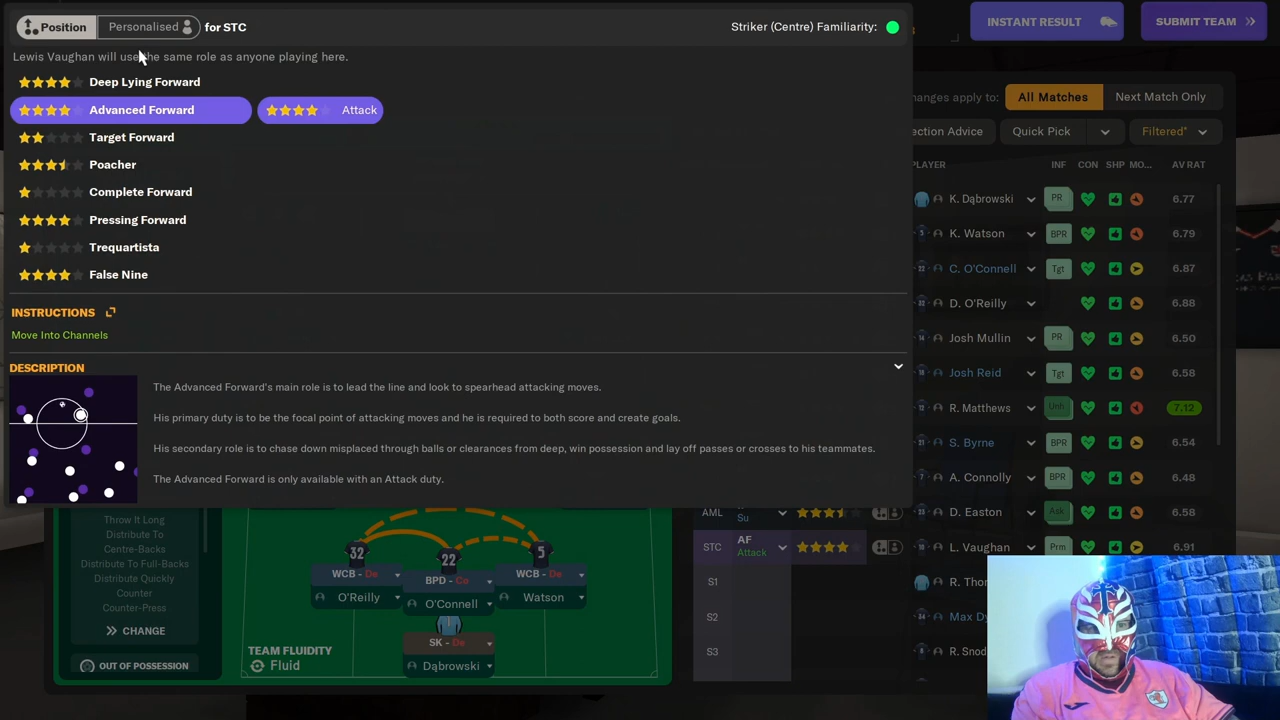 Position
Personalised
for STC
Striker (Centre) Familiarity:
INSTANT RESULT
SUBMIT TEAM
Lewis Vaughan will use the same role as anyone playing here.
Deep Lying Forward
Advanced Forward
Attack
Target Forward
Poacher
Complete Forward
Pressing Forward
Trequartista
False Nine
INSTRUCTIONS
Move Into Channels
DESCRIPTION
The Advanced Forward's main role is to lead the line and look to spearhead attacking moves.
His primary duty is to be the focal point of attacking moves and he is required to both score and create goals.
His secondary role is to chase down misplaced through balls or clearances from deep, win possession and lay off passes or crosses to his teammates.
The Advanced Forward is only available with an Attack duty.
hanges apply to:
All Matches
Next Match Only
ection Advice
Quick Pick
Filtered*
PLAYER INF CON SHP MO... AV RAT
K. Dąbrowski PR 6.77
K. Watson BPR 6.79
C. O'Connell Tgt 6.87
D. O'Reilly 6.88
Josh Mullin PR 6.50
Josh Reid Tgt 6.58
R. Matthews Unh 7.12
S. Byrne BPR 6.54
A. Connolly BPR 6.48
D. Easton Ask 6.58
L. Vaughan Prm 6.91
R. Thor
Max Dy
R. Snod
AML
Su
STC AF
Attack
S1
S2
S3
Throw It Long
Distribute To
Centre-Backs
Distribute To Full-Backs
Distribute Quickly
Counter
Counter-Press
CHANGE
OUT OF POSSESSION
32
22
5
WCB - De
BPD - Co
WCB - De
O'Reilly
O'Connell
Watson
SK - De
Dąbrowski
TEAM FLUIDITY
Fluid